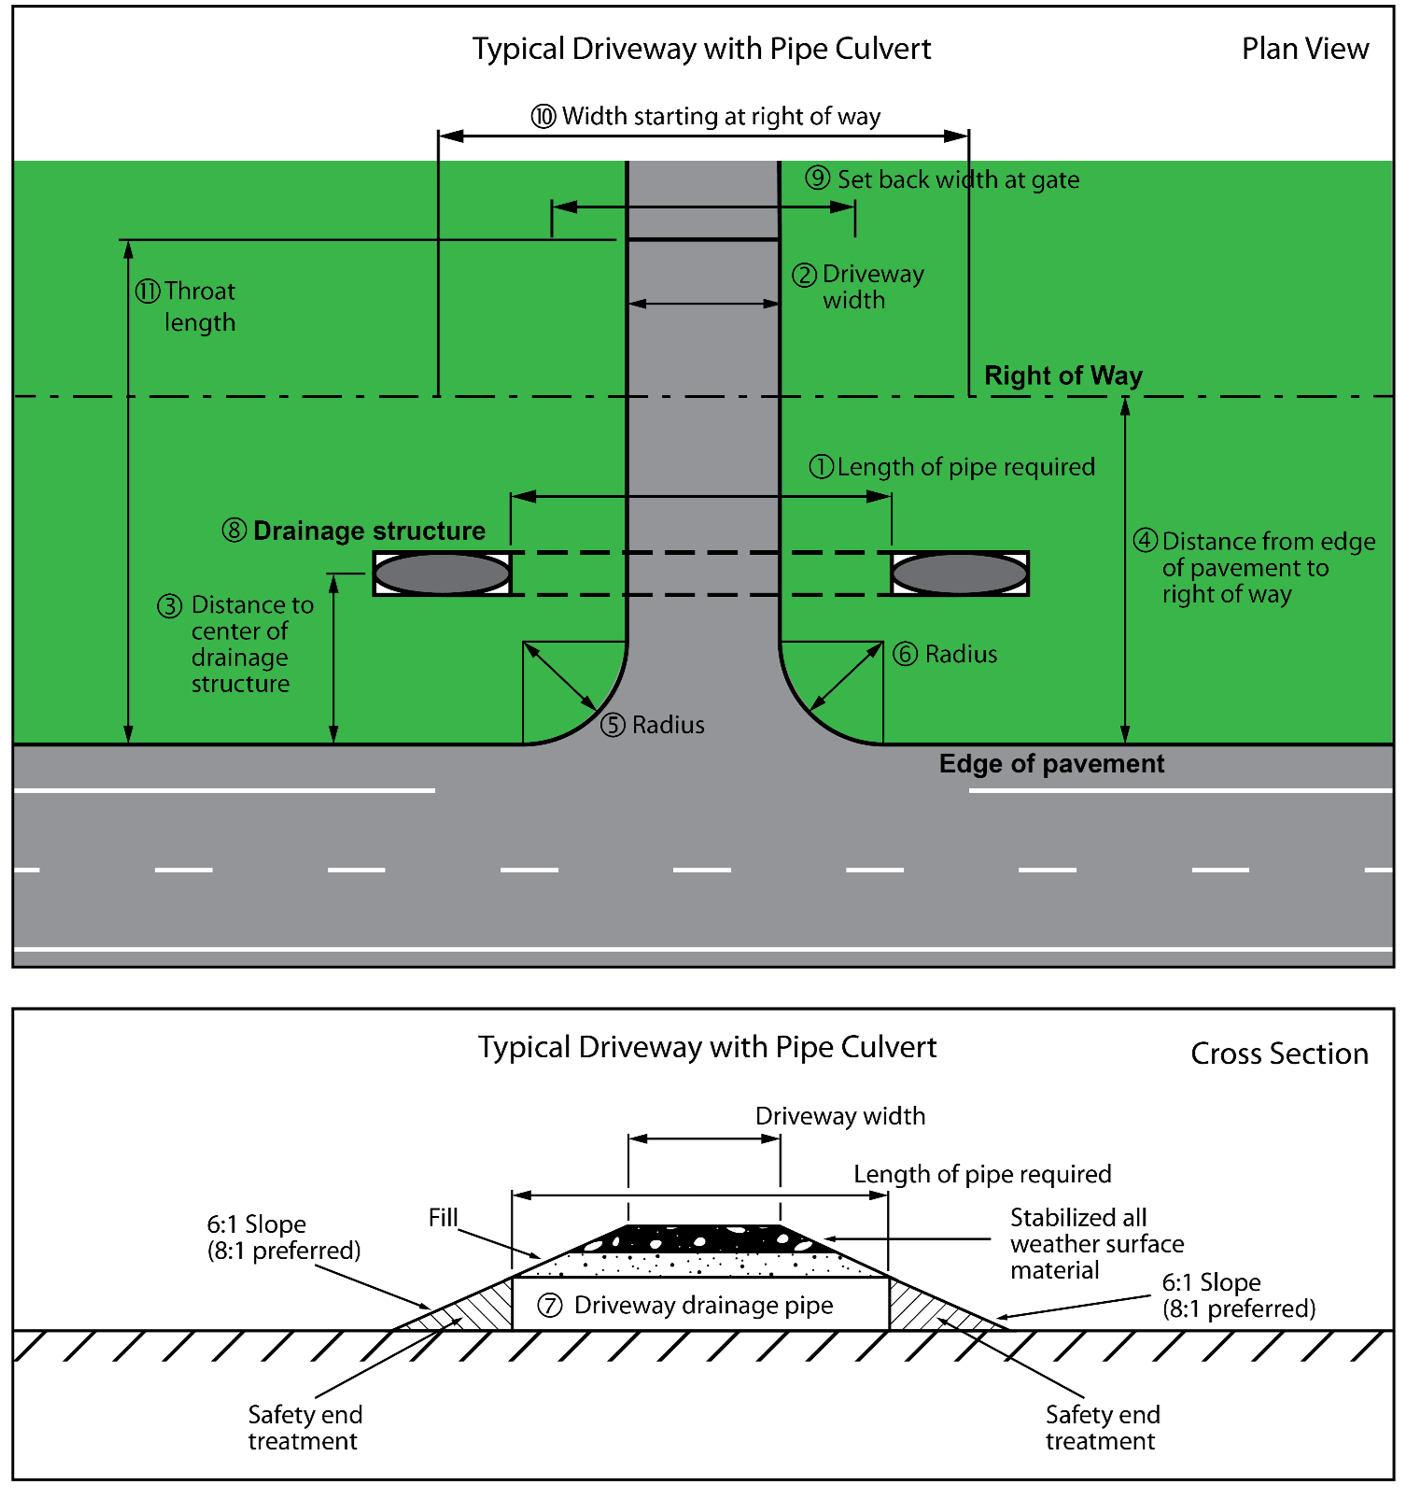 Typical Driveway with Pipe Culvert
Plan View
⑩ Width starting at right of way
⑨ Set back width at gate
② Driveway
width
⑪ Throat
length
Right of Way
① Length of pipe required
⑧ Drainage structure
④ Distance from edge
of pavement to
right of way
③ Distance to
center of
drainage
structure
⑥ Radius
⑤ Radius
Edge of pavement
Typical Driveway with Pipe Culvert
Cross Section
Driveway width
Length of pipe required
6:1 Slope
(8:1 preferred)
Fill
Stabilized all
weather surface
material
6:1 Slope
(8:1 preferred)
⑦ Driveway drainage pipe
Safety end
treatment
Safety end
treatment